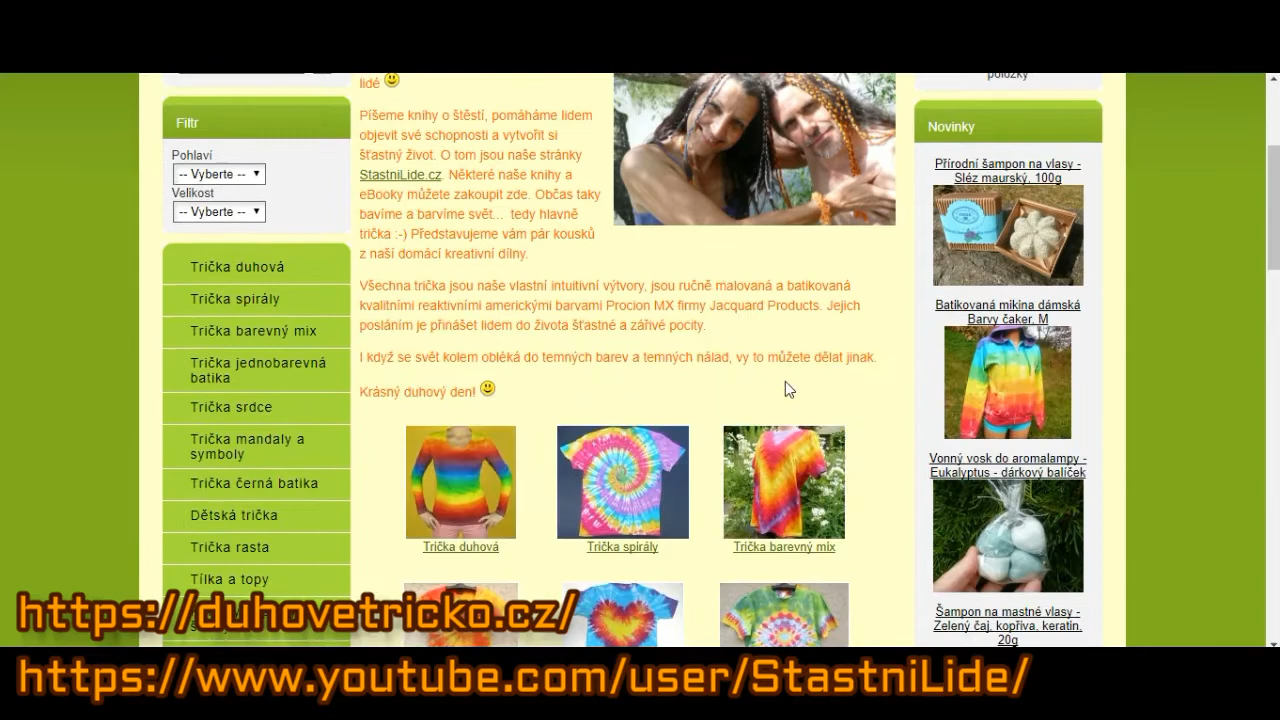 Filtr
Pohlaví
-- Vyberte --
Velikost
-- Vyberte --
Trička duhová
Trička spirály
Trička barevný mix
Trička jednobarevná
batika
Trička srdce
Trička mandaly a
symboly
Trička černá batika
Dětská trička
Trička rasta
Tílka a topy
lidé
Píšeme knihy o štěstí, pomáháme lidem
objevit své schopnosti a vytvořit si
šťastný život. O tom jsou naše stránky
StastniLide.cz. Některé naše knihy a
eBooky můžete zakoupit zde. Občas taky
bavíme a barvíme svět... tedy hlavně
trička :-) Představujeme vám pár kousků
z naší domácí kreativní dílny.
Všechna trička jsou naše vlastní intuitivní výtvory, jsou ručně malovaná a batikovaná
kvalitními reaktivními americkými barvami Procion MX firmy Jacquard Products. Jejich
posláním je přinášet lidem do života šťastné a zářivé pocity.
I když se svět kolem obléká do temných barev a temných nálad, vy to můžete dělat jinak.
Krásný duhový den!
Trička duhová
Trička spirály
Trička barevný mix
položky
Novinky
Přírodní šampon na vlasy -
Sléz maurský, 100g
Batikovaná mikina dámská
Barvy čaker, M
Vonný vosk do aromalampy -
Eukalyptus - dárkový balíček
Šampon na mastné vlasy -
Zelený čaj, kopřiva, keratin,
20g
https://duhovetricko.cz/
https://www.youtube.com/user/StastniLide/